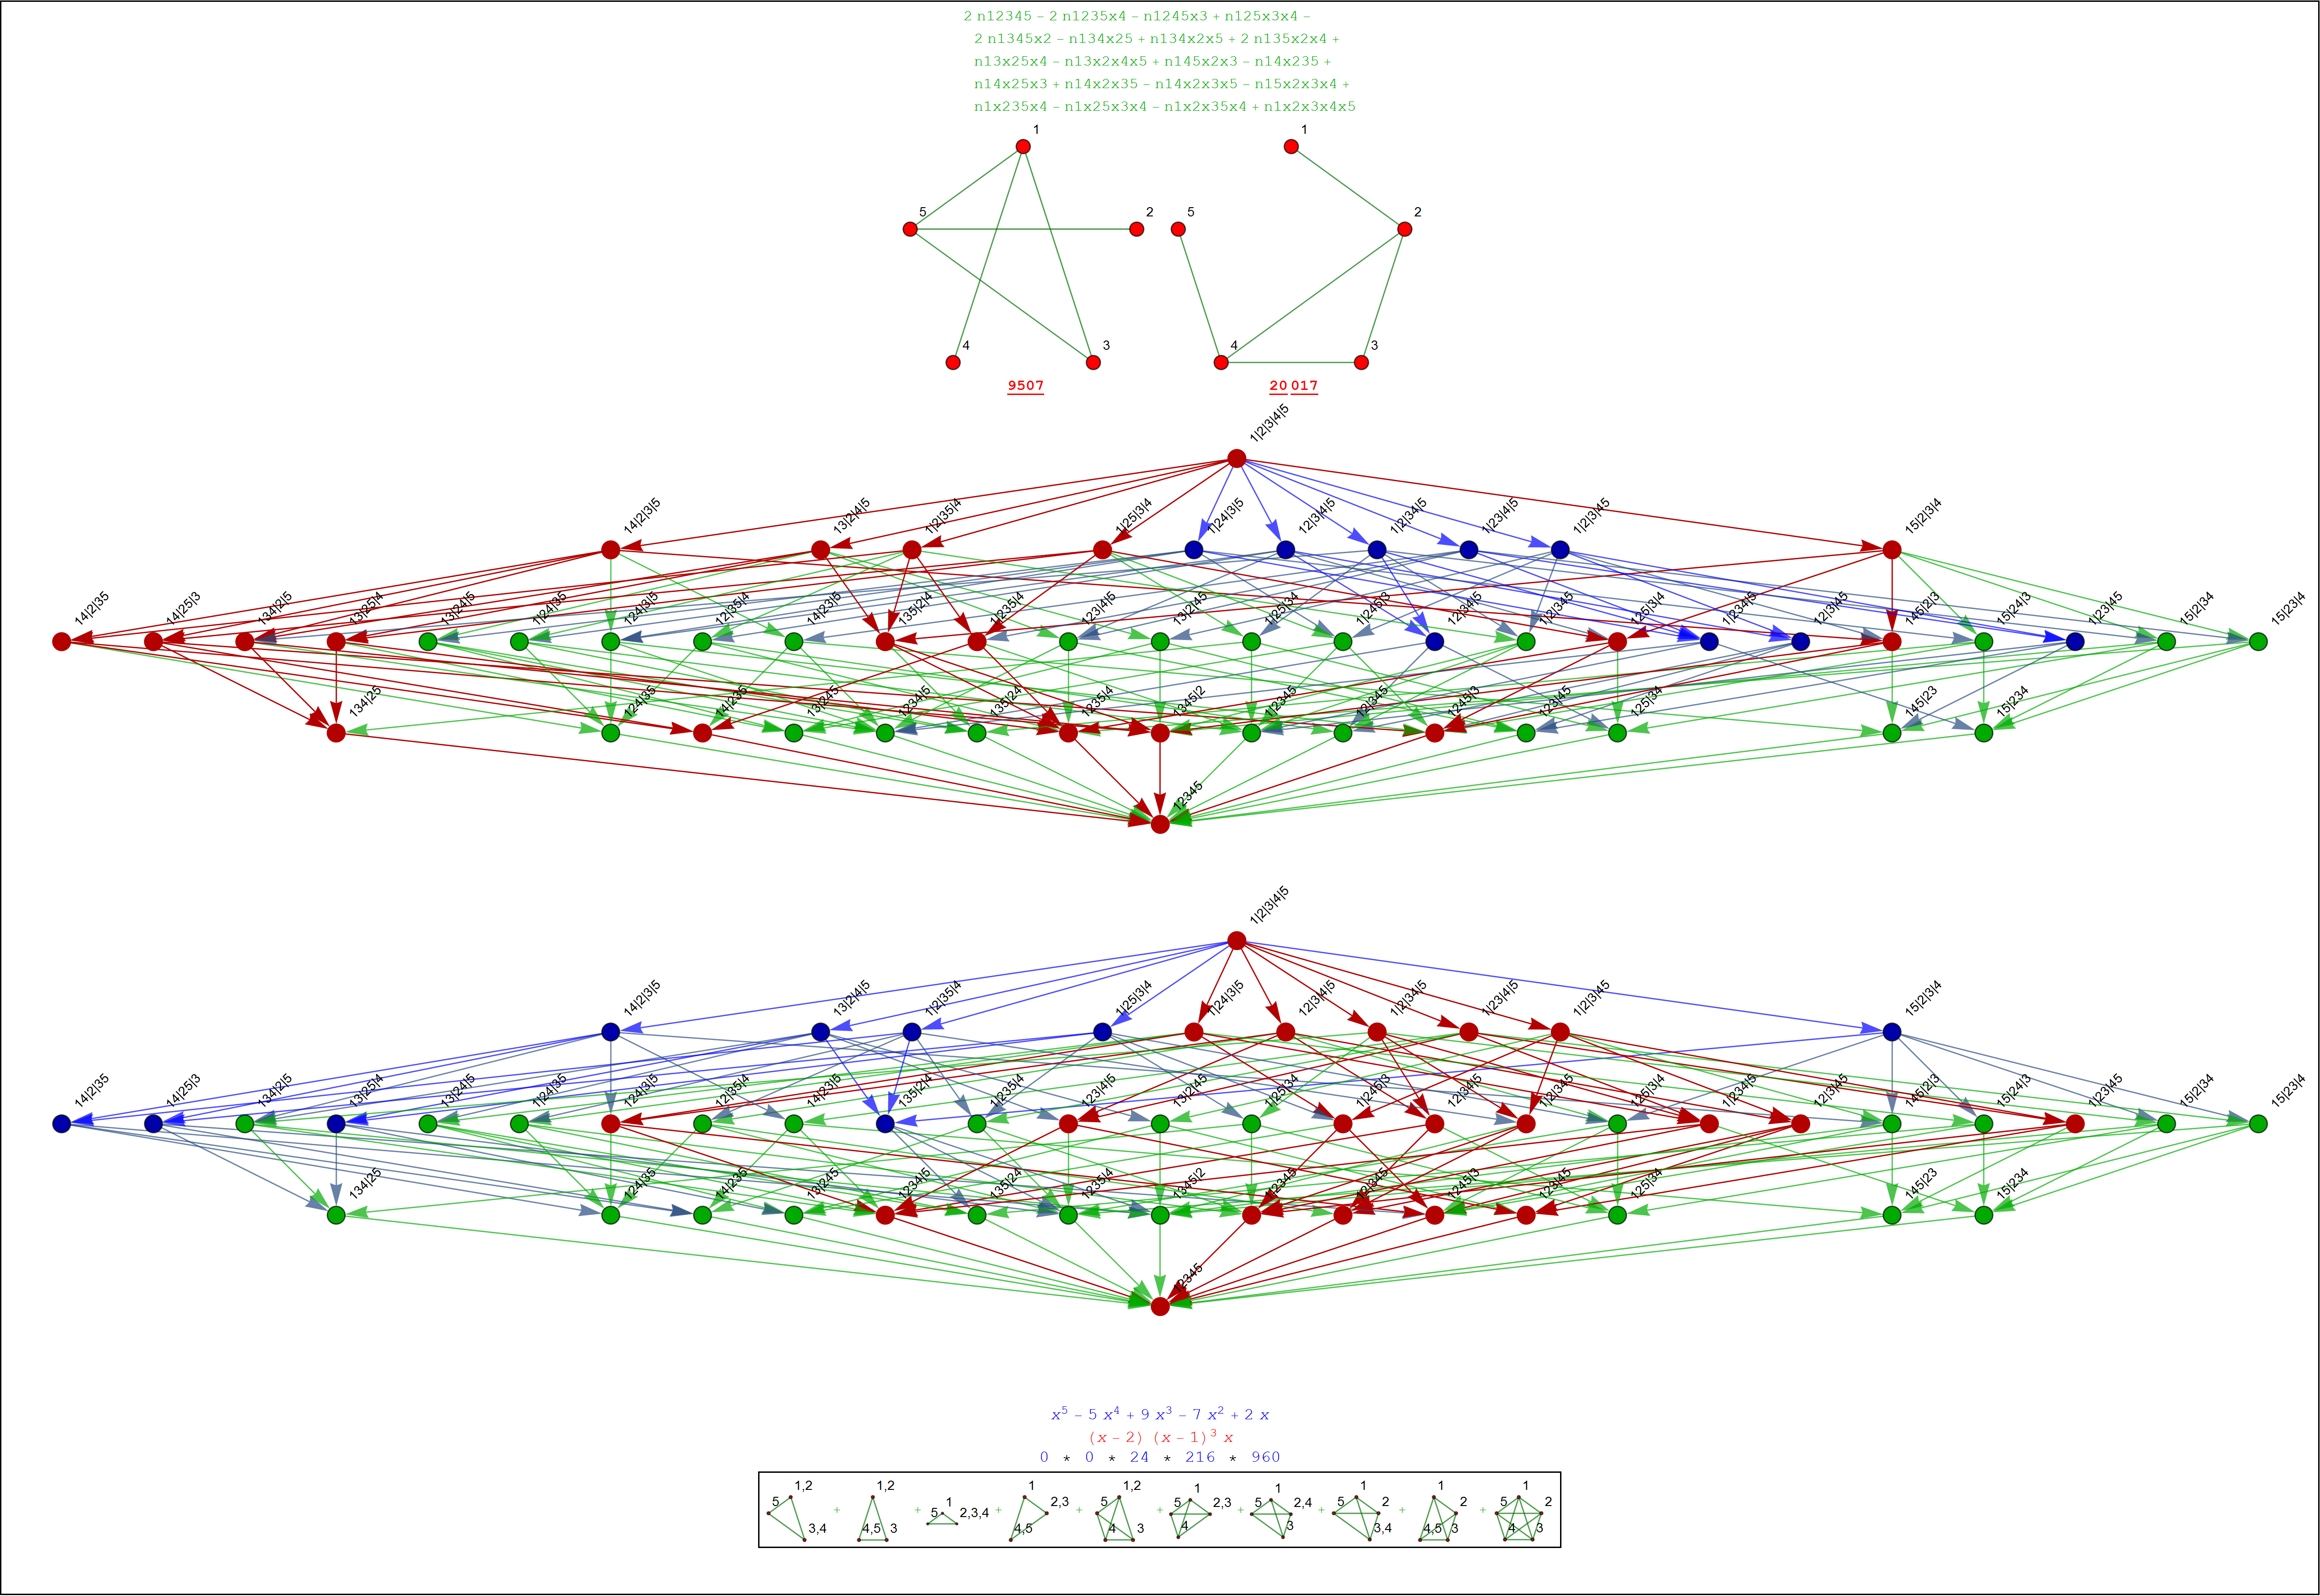 2 n12345 – 2 n1235x4 – n1245x3 + n125x3x4 –
2 n1345x2 – n134x25 + n134x2x5 + 2 n135x2x4 +
n13x25x4 – n13x2x4x5 + n145x2x3 – n14x235 +
n14x25x3 + n14x2x35 – n14x2x3x5 – n15x2x3x4 +
n1x235x4 – n1x25x3x4 – n1x2x35x4 + n1x2x3x4x5
1 1
5 2 5 2
4 3 4 3
9507 20 017
1|2|3|4|5
14|2|3|5 13|2|4|5 1|2|35|4 1|25|3|4 1|24|3|5 12|3|4|5 1|2|34|5 1|23|4|5 1|2|3|45 15|2|3|4
14|2|35 14|25|3 134|2|5 13|25|4 13|24|5 1|24|35 124|3|5 12|35|4 14|23|5 135|2|4 1|235|4 123|4|5 13|2|45 1|25|34 1|245|3 12|34|5 1|2|345 125|3|4 1|234|5 12|3|45 145|2|3 15|24|3 1|23|45 15|2|34 15|23|4
134|25 124|35 14|235 13|245 1234|5 135|24 1235|4 1345|2 1|2345 12|345 1245|3 123|45 125|34 145|23 15|234
12345
1|2|3|4|5
14|2|3|5 13|2|4|5 1|2|35|4 1|25|3|4 1|24|3|5 12|3|4|5 1|2|34|5 1|23|4|5 1|2|3|45 15|2|3|4
14|2|35 14|25|3 134|2|5 13|25|4 13|24|5 1|24|35 124|3|5 12|35|4 14|23|5 135|2|4 1|235|4 123|4|5 13|2|45 1|25|34 1|245|3 12|34|5 1|2|345 125|3|4 1|234|5 12|3|45 145|2|3 15|24|3 1|23|45 15|2|34 15|23|4
134|25 124|35 14|235 13|245 1234|5 135|24 1235|4 1345|2 1|2345 12|345 1245|3 123|45 125|34 145|23 15|234
12345
x⁵ – 5 x⁴ + 9 x³ – 7 x² + 2 x
(x – 2) (x – 1)³ x
0 * 0 * 24 * 216 * 960
5 1,2 3,4 + 1,2 4,5 3 + 1 5 2,3,4 + 1 2,3 4,5 + 1,2 5 4 3 + 1 5 2,3 4 + 1 5 2,4 3 + 1 5 2 3,4 + 1 2 4,5 3 + 1 5 2 4 3